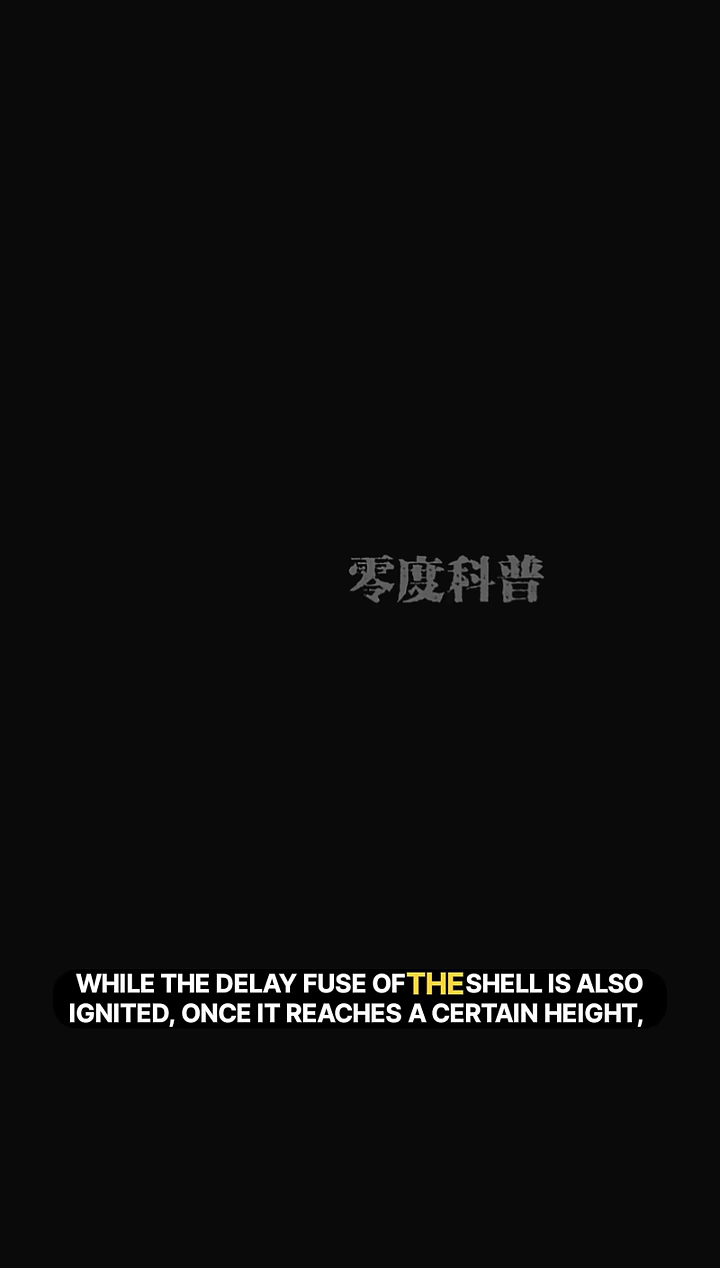 零度科普
WHILE THE DELAY FUSE OF THE SHELL IS ALSO
IGNITED, ONCE IT REACHES A CERTAIN HEIGHT,